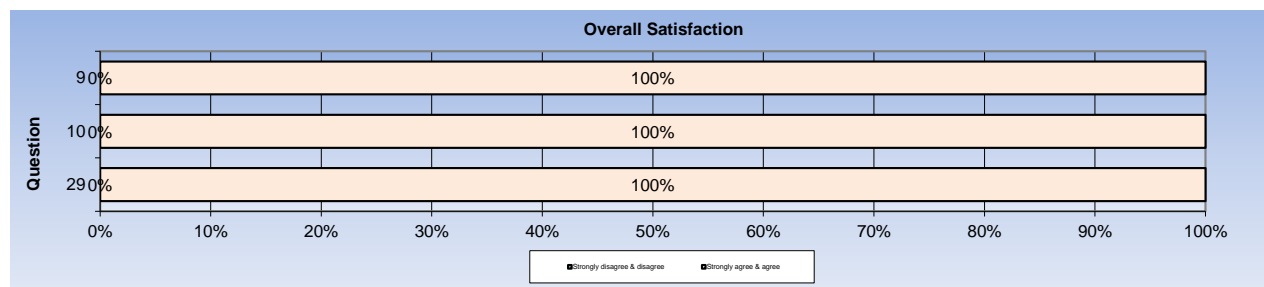 Overall Satisfaction
Question
9 0% 100%
10 0% 100%
29 0% 100%
0% 10% 20% 30% 40% 50% 60% 70% 80% 90% 100%
Strongly disagree & disagree Strongly agree & agree